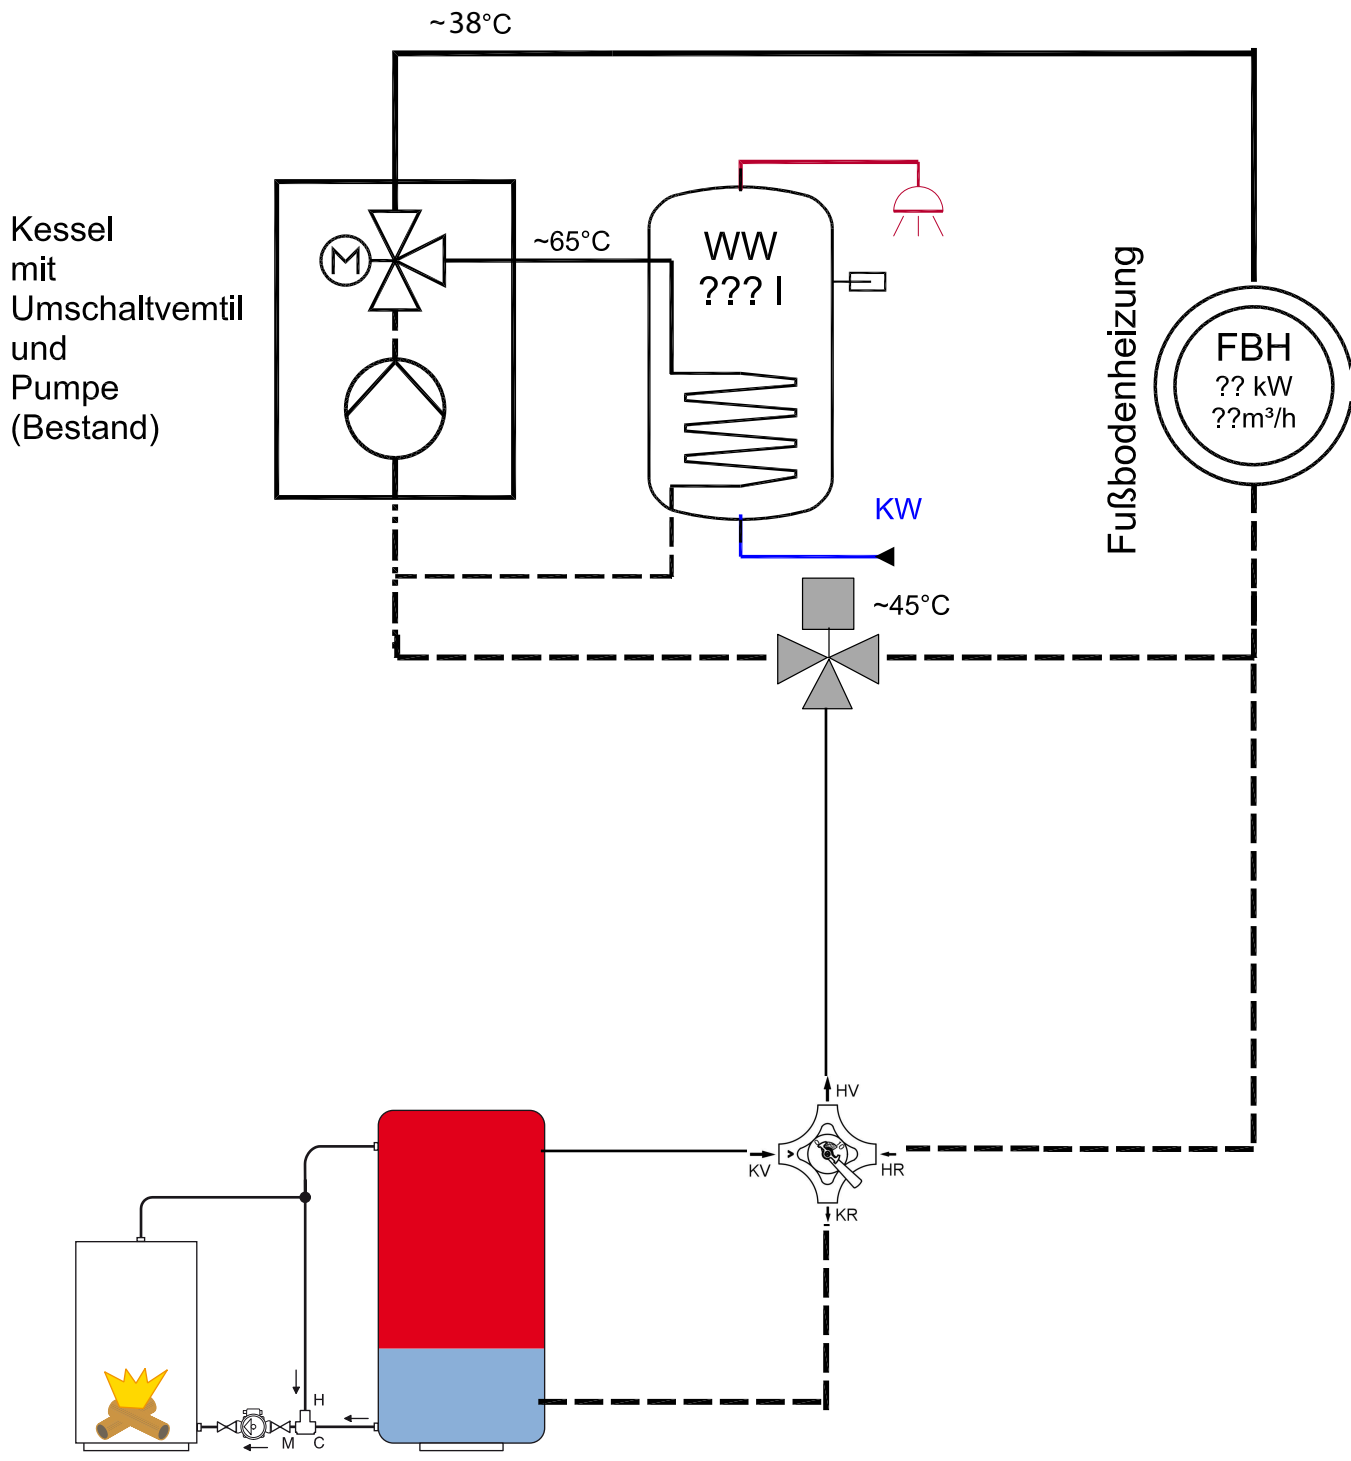 ~38°C
Kessel
mit
Umschaltvemtil
und
Pumpe
(Bestand)
M
~65°C
WW
??? l
KW
Fußbodenheizung
FBH
?? kW
??m³/h
~45°C
HV
KV
HR
KR
H
M
C